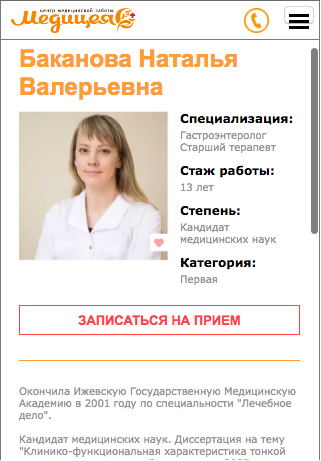 центр медицинской заботы
Медицея
Баканова Наталья
Валерьевна
Специализация:
Гастроэнтеролог
Старший терапевт
Стаж работы:
13 лет
Степень:
Кандидат
медицинских наук
Категория:
Первая
ЗАПИСАТЬСЯ НА ПРИЕМ
Окончила Ижевскую Государственную Медицинскую
Академию в 2001 году по специальности "Лечебное
дело".
Кандидат медицинских наук. Диссертация на тему
"Клинико-функциональная характеристика тонкой